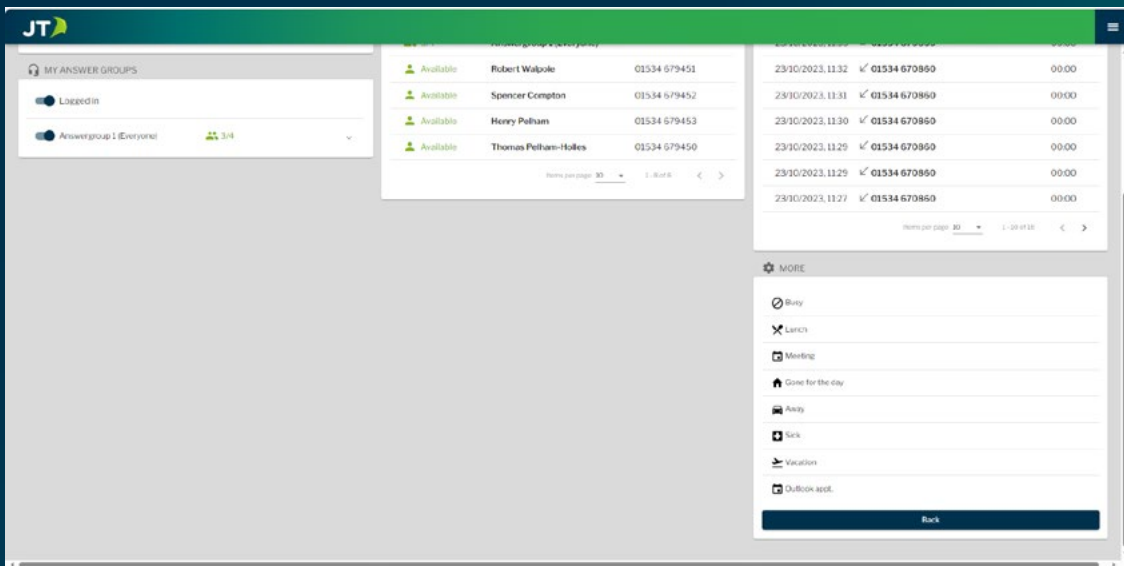 JT
MY ANSWER GROUPS
Logged in
Answergroup 1 (Everyone) 3/4
Answergroup 1 (Everyone)
Available Robert Walpole 01534 679451
Available Spencer Compton 01534 679452
Available Henry Pelham 01534 679453
Available Thomas Pelham-Holles 01534 679450
Items per page 10
23/10/2023, 11:32 01534 670860 00:00
23/10/2023, 11:31 01534 670860 00:00
23/10/2023, 11:30 01534 670860 00:00
23/10/2023, 11:29 01534 670860 00:00
23/10/2023, 11:29 01534 670860 00:00
23/10/2023, 11:27 01534 670860 00:00
Items per page 10
MORE
Busy
Lunch
Meeting
Gone for the day
Away
Sick
Vacation
Outlook appt.
Back